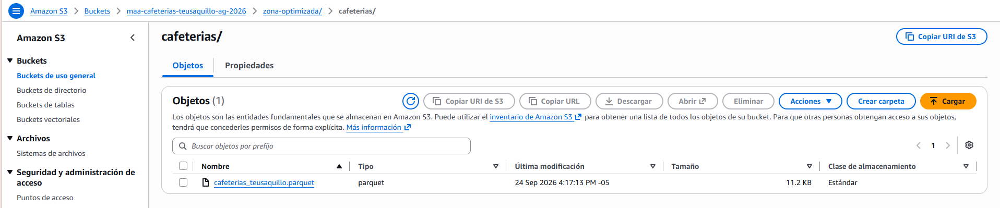 Amazon S3 > Buckets > maa-cafeterias-teusaquillo-ag-2026 > zona-optimizada/ > cafeterias/
Amazon S3
Buckets
Buckets de uso general
Buckets de directorio
Buckets de tablas
Buckets vectoriales
Archivos
Sistemas de archivos
Seguridad y administración de
acceso
Puntos de acceso
cafeterias/
Copiar URI de S3
Objetos Propiedades
Objetos (1)
Copiar URI de S3 Copiar URL Descargar Abrir Eliminar Acciones Crear carpeta Cargar
Los objetos son las entidades fundamentales que se almacenan en Amazon S3. Puede utilizar el inventario de Amazon S3 para obtener una lista de todos los objetos de su bucket. Para que otras personas obtengan acceso a sus objetos,
tendrá que concederles permisos de forma explícita. Más información
Buscar objetos por prefijo
1
Nombre Tipo Última modificación Tamaño Clase de almacenamiento
cafeterias_teusaquillo.parquet parquet 24 Sep 2026 4:17:13 PM -05 11.2 KB Estándar